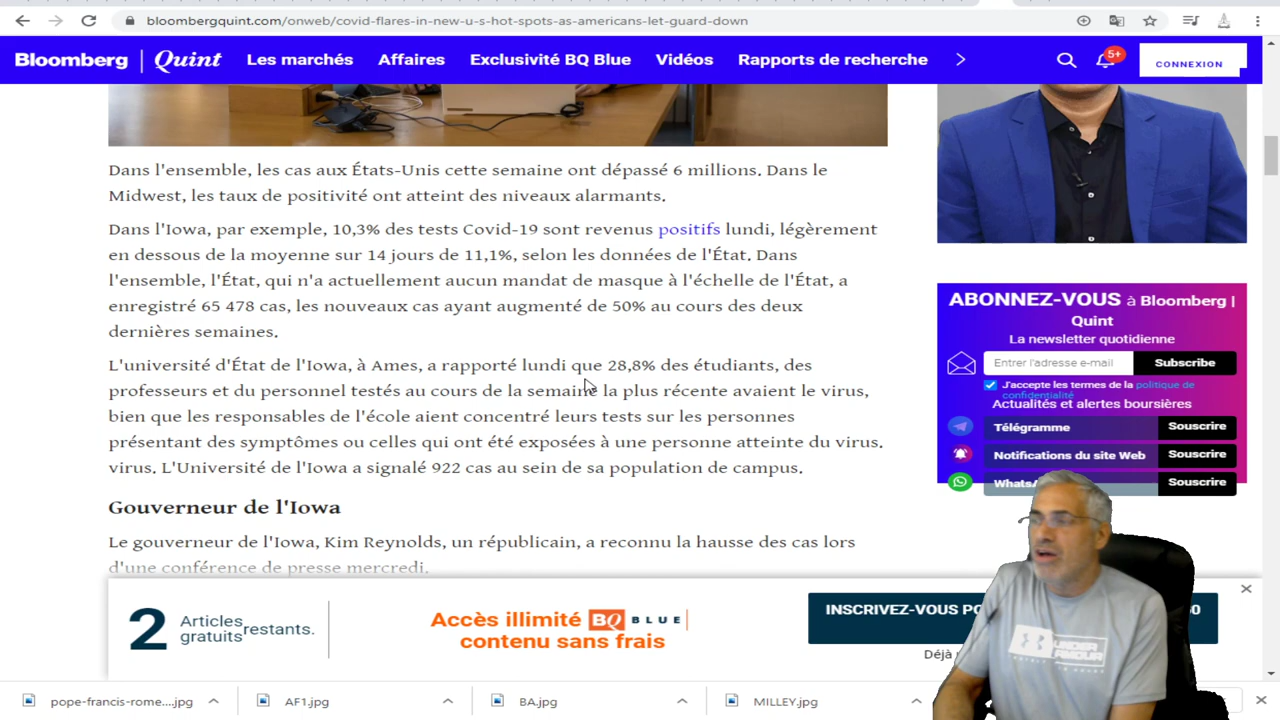 bloombergquint.com/onweb/covid-flares-in-new-u-s-hot-spots-as-americans-let-guard-down
Bloomberg | Quint Les marchés Affaires Exclusivité BQ Blue Vidéos Rapports de recherche 5+ CONNEXION
Dans l'ensemble, les cas aux États-Unis cette semaine ont dépassé 6 millions. Dans le
Midwest, les taux de positivité ont atteint des niveaux alarmants.
Dans l'Iowa, par exemple, 10,3% des tests Covid-19 sont revenus positifs lundi, légèrement
en dessous de la moyenne sur 14 jours de 11,1%, selon les données de l'État. Dans
l'ensemble, l'État, qui n'a actuellement aucun mandat de masque à l'échelle de l'État, a
enregistré 65 478 cas, les nouveaux cas ayant augmenté de 50% au cours des deux
dernières semaines.
L'université d'État de l'Iowa, à Ames, a rapporté lundi que 28,8% des étudiants, des
professeurs et du personnel testés au cours de la semaine la plus récente avaient le virus,
bien que les responsables de l'école aient concentré leurs tests sur les personnes
présentant des symptômes ou celles qui ont été exposées à une personne atteinte du virus.
virus. L'Université de l'Iowa a signalé 922 cas au sein de sa population de campus.
Gouverneur de l'Iowa
Le gouverneur de l'Iowa, Kim Reynolds, un républicain, a reconnu la hausse des cas lors
d'une conférence de presse mercredi.
ABONNEZ-VOUS à Bloomberg |
Quint
La newsletter quotidienne
Entrer l'adresse e-mail Subscribe
J'accepte les termes de la politique de
confidentialité
Actualités et alertes boursières
Télégramme Souscrire
Notifications du site Web Souscrire
Souscrire
2 Articles restants.
gratuits
Accès illimité BQ BLUE
contenu sans frais
INSCRIVEZ-VOUS
Déjà
UNDER
ARMOUR
pope-francis-rome....jpg AF1.jpg BA.jpg MILLEY.jpg